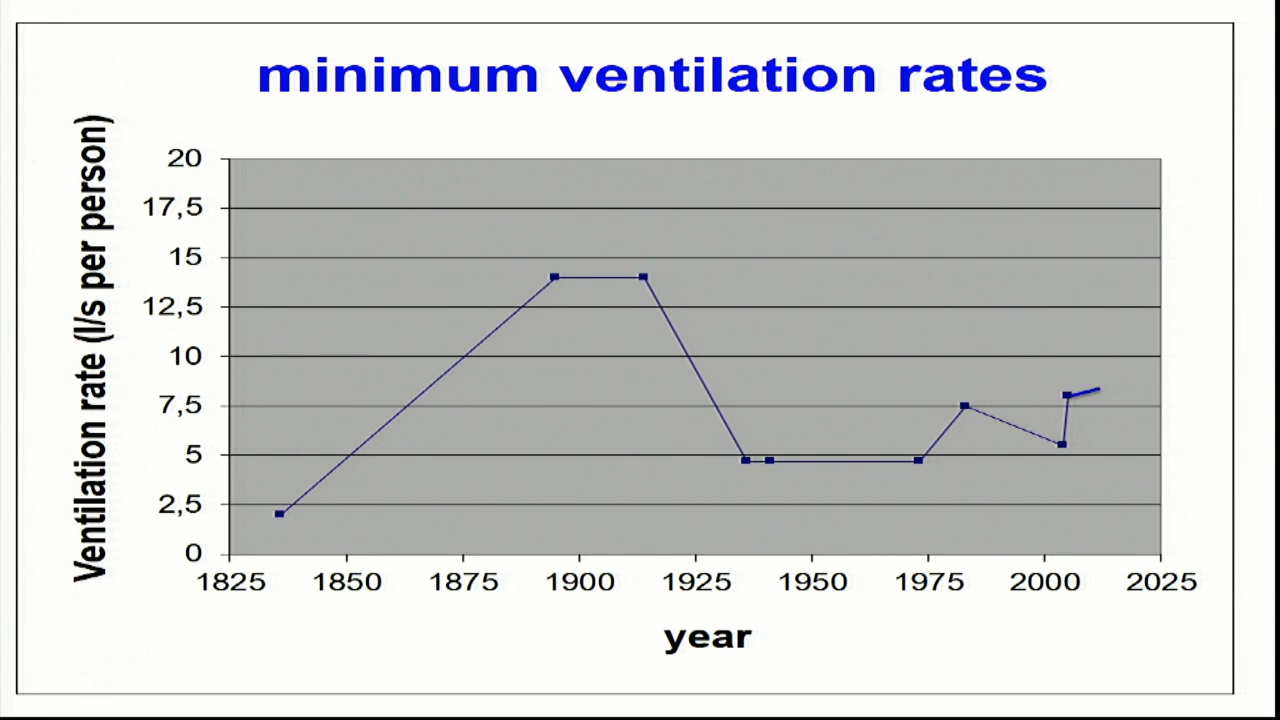 minimum ventilation rates
Ventilation rate (l/s per person)
20
17,5
15
12,5
10
7,5
5
2,5
0
1825 1850 1875 1900 1925 1950 1975 2000 2025
year